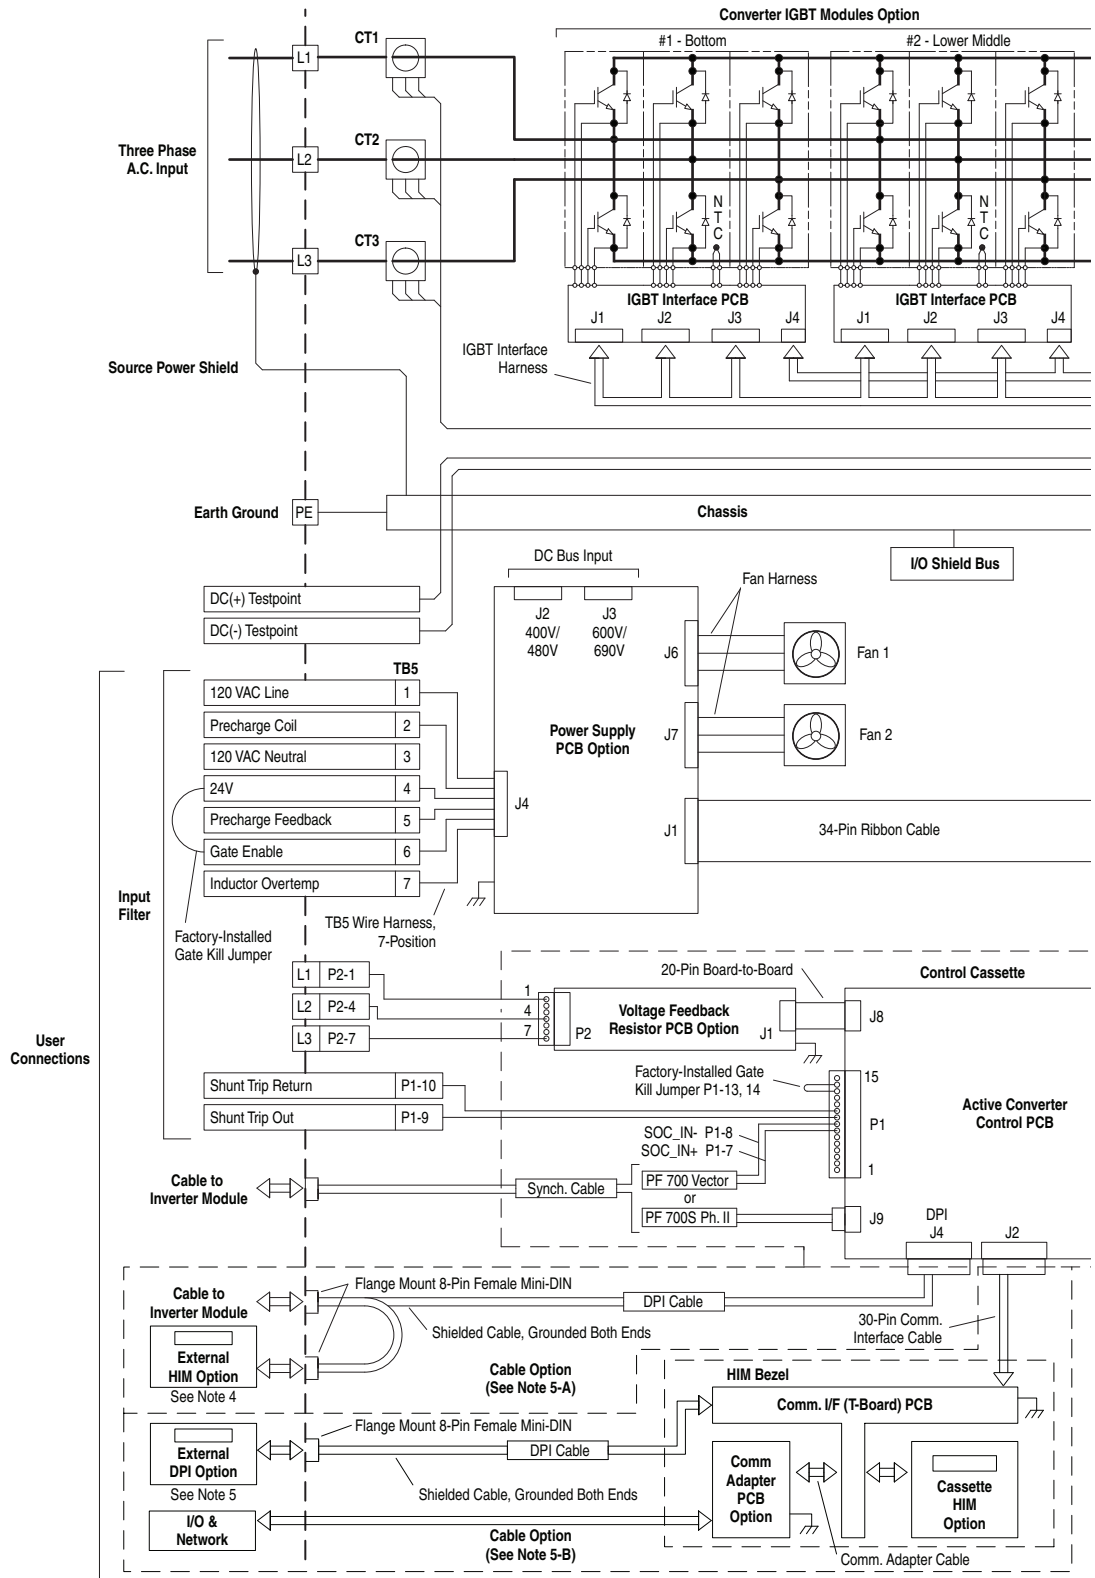 Converter IGBT Modules Option
#1 - Bottom
#2 - Lower Middle
CT1
L1
Three Phase
A.C. Input
CT2
L2
N
T
C
N
T
C
CT3
L3
IGBT Interface PCB
J1
J2
J3
J4
IGBT Interface PCB
J1
J2
J3
J4
IGBT Interface
Harness
Source Power Shield
Earth Ground
PE
Chassis
I/O Shield Bus
DC Bus Input
J2
400V/
480V
J3
600V/
690V
Fan Harness
DC(+) Testpoint
DC(-) Testpoint
J6
Fan 1
TB5
120 VAC Line
1
Precharge Coil
2
120 VAC Neutral
3
24V
4
Precharge Feedback
5
Gate Enable
6
Inductor Overtemp
7
Power Supply
PCB Option
J7
Fan 2
J4
J1
34-Pin Ribbon Cable
Input
Filter
Factory-Installed
Gate Kill Jumper
TB5 Wire Harness,
7-Position
20-Pin Board-to-Board
Control Cassette
L1
P2-1
L2
P2-4
L3
P2-7
1
4
7
P2
Voltage Feedback
Resistor PCB Option
J1
J8
User
Connections
Factory-Installed Gate
Kill Jumper P1-13, 14
15
P1
1
Active Converter
Control PCB
Shunt Trip Return
P1-10
Shunt Trip Out
P1-9
SOC_IN- P1-8
SOC_IN+ P1-7
Cable to
Inverter Module
Synch. Cable
PF 700 Vector
or
PF 700S Ph. II
J9
DPI
J4
J2
Flange Mount 8-Pin Female Mini-DIN
Cable to
Inverter Module
DPI Cable
Shielded Cable, Grounded Both Ends
30-Pin Comm.
Interface Cable
External
HIM Option
See Note 4
Cable Option
(See Note 5-A)
HIM Bezel
Comm. I/F (T-Board) PCB
Flange Mount 8-Pin Female Mini-DIN
External
DPI Option
See Note 5
DPI Cable
Shielded Cable, Grounded Both Ends
Comm
Adapter
PCB
Option
Cassette
HIM
Option
I/O &
Network
Cable Option
(See Note 5-B)
Comm. Adapter Cable